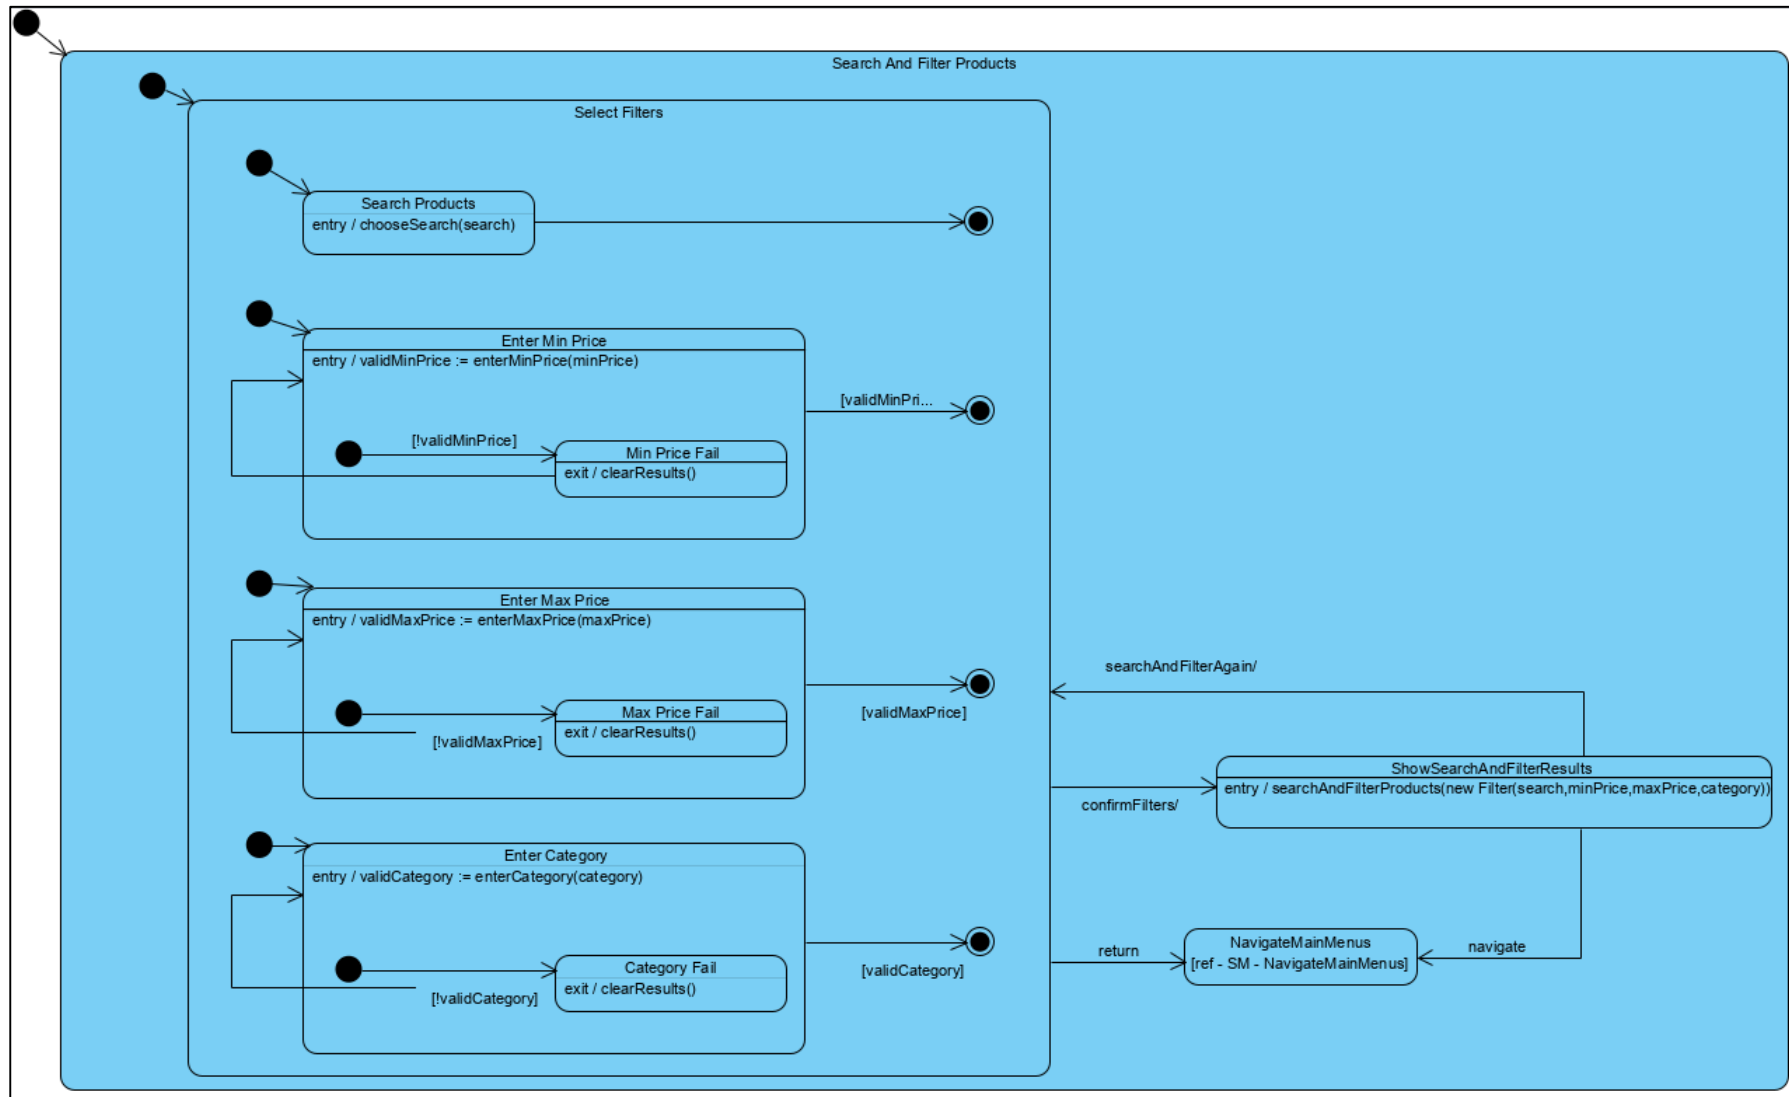 Search And Filter Products
Select Filters
Search Products
entry / chooseSearch(search)
Enter Min Price
entry / validMinPrice := enterMinPrice(minPrice)
[validMinPri...
[!validMinPrice]
Min Price Fail
exit / clearResults()
Enter Max Price
entry / validMaxPrice := enterMaxPrice(maxPrice)
[validMaxPrice]
Max Price Fail
exit / clearResults()
[!validMaxPrice]
Enter Category
entry / validCategory := enterCategory(category)
[validCategory]
Category Fail
exit / clearResults()
[!validCategory]
searchAndFilterAgain/
confirmFilters/
ShowSearchAndFilterResults
entry / searchAndFilterProducts(new Filter(search,minPrice,maxPrice,category))
return
NavigateMainMenus
[ref - SM - NavigateMainMenus]
navigate